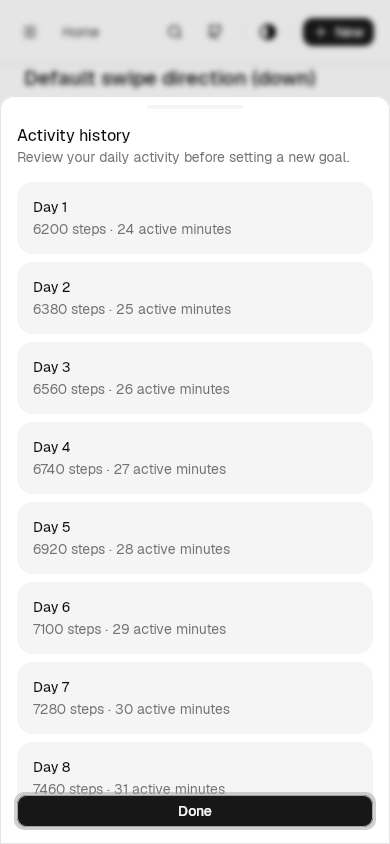 Home
New
Default swipe direction (down)
Activity history
Review your daily activity before setting a new goal.
Day 1
6200 steps · 24 active minutes
Day 2
6380 steps · 25 active minutes
Day 3
6560 steps · 26 active minutes
Day 4
6740 steps · 27 active minutes
Day 5
6920 steps · 28 active minutes
Day 6
7100 steps · 29 active minutes
Day 7
7280 steps · 30 active minutes
Day 8
7460 steps · 31 active minutes
Done